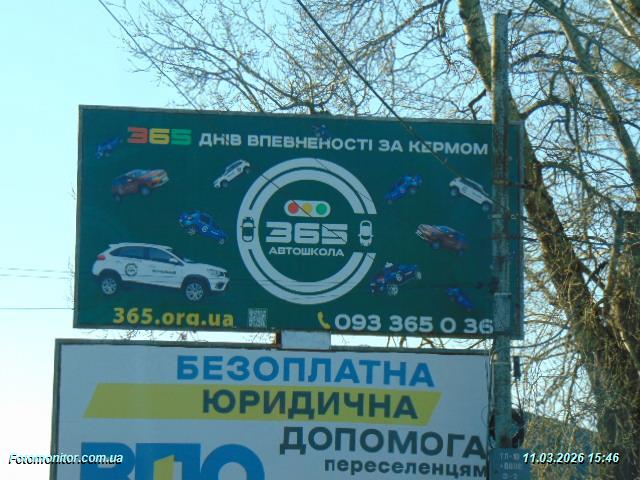 365 ДНІВ ВПЕВНЕНОСТІ ЗА КЕРМОМ
365
АВТОШКОЛА
365.org.ua
093 365 0 36
БЕЗОПЛАТНА
ЮРИДИЧНА
ДОПОМОГА
переселенцям
ВПО
Fotomonitor.com.ua
11.03.2026 15:46